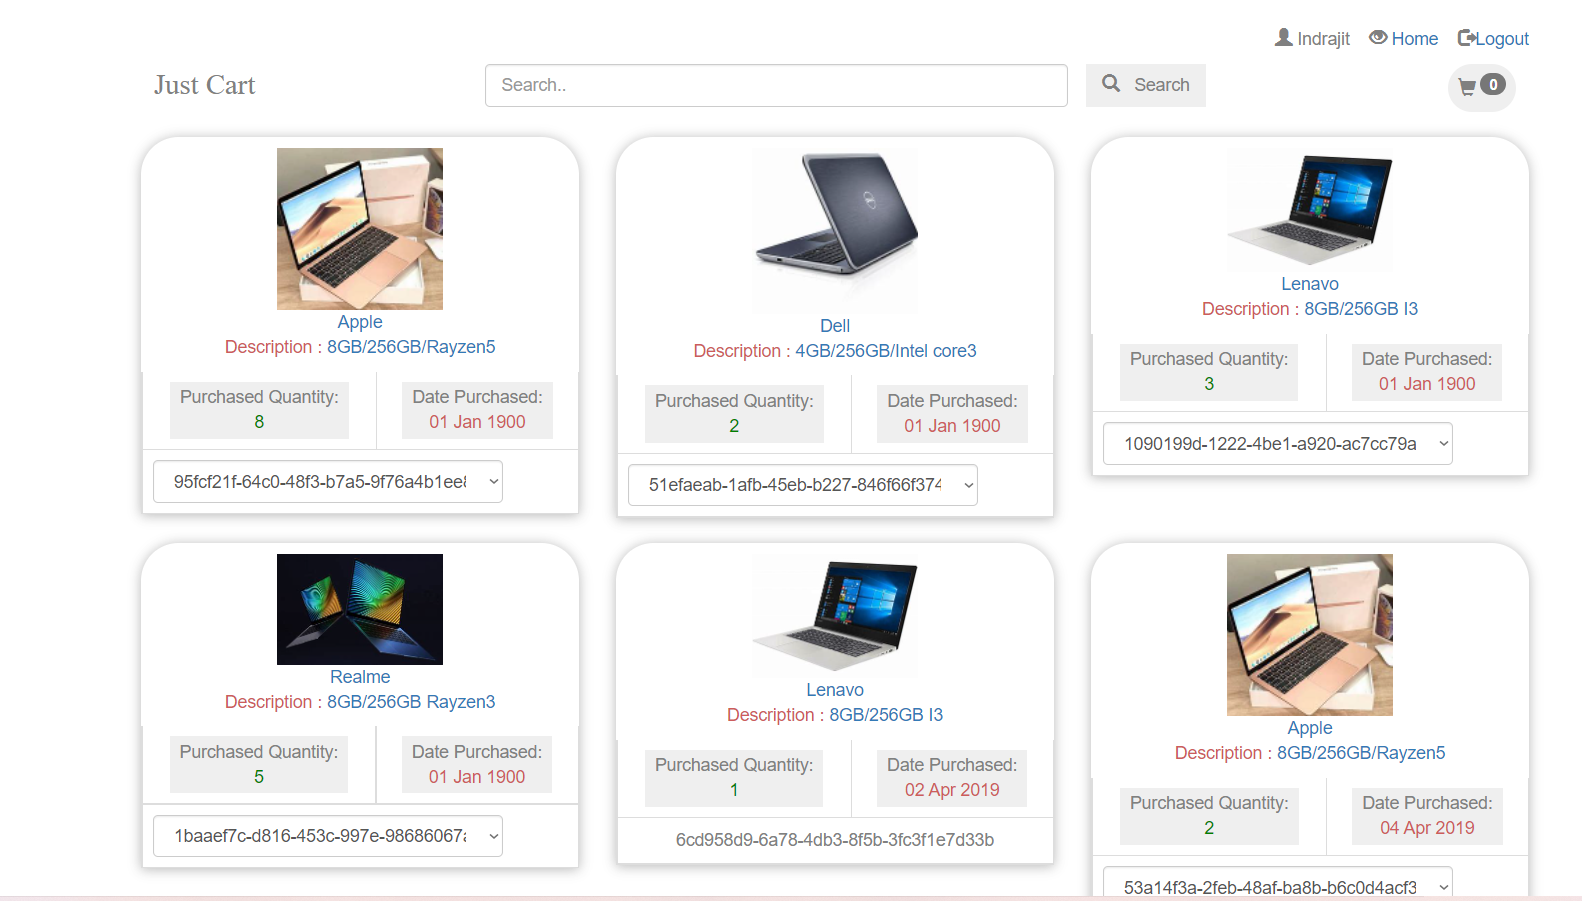 Indrajit Home Logout
Just Cart
Search..
Search
0
Apple
Description : 8GB/256GB/Rayzen5
Purchased Quantity:
8
Date Purchased:
01 Jan 1900
95fcf21f-64c0-48f3-b7a5-9f76a4b1ee
Dell
Description : 4GB/256GB/Intel core3
Purchased Quantity:
2
Date Purchased:
01 Jan 1900
51efaeab-1afb-45eb-b227-846f66f374
Lenavo
Description : 8GB/256GB I3
Purchased Quantity:
3
Date Purchased:
01 Jan 1900
1090199d-1222-4be1-a920-ac7cc79a
Realme
Description : 8GB/256GB Rayzen3
Purchased Quantity:
5
Date Purchased:
01 Jan 1900
1baaef7c-d816-453c-997e-98686067
Lenavo
Description : 8GB/256GB I3
Purchased Quantity:
1
Date Purchased:
02 Apr 2019
6cd958d9-6a78-4db3-8f5b-3fc3f1e7d33b
Apple
Description : 8GB/256GB/Rayzen5
Purchased Quantity:
2
Date Purchased:
04 Apr 2019
53a14f3a-2feb-48af-ba8b-b6c0d4acf3